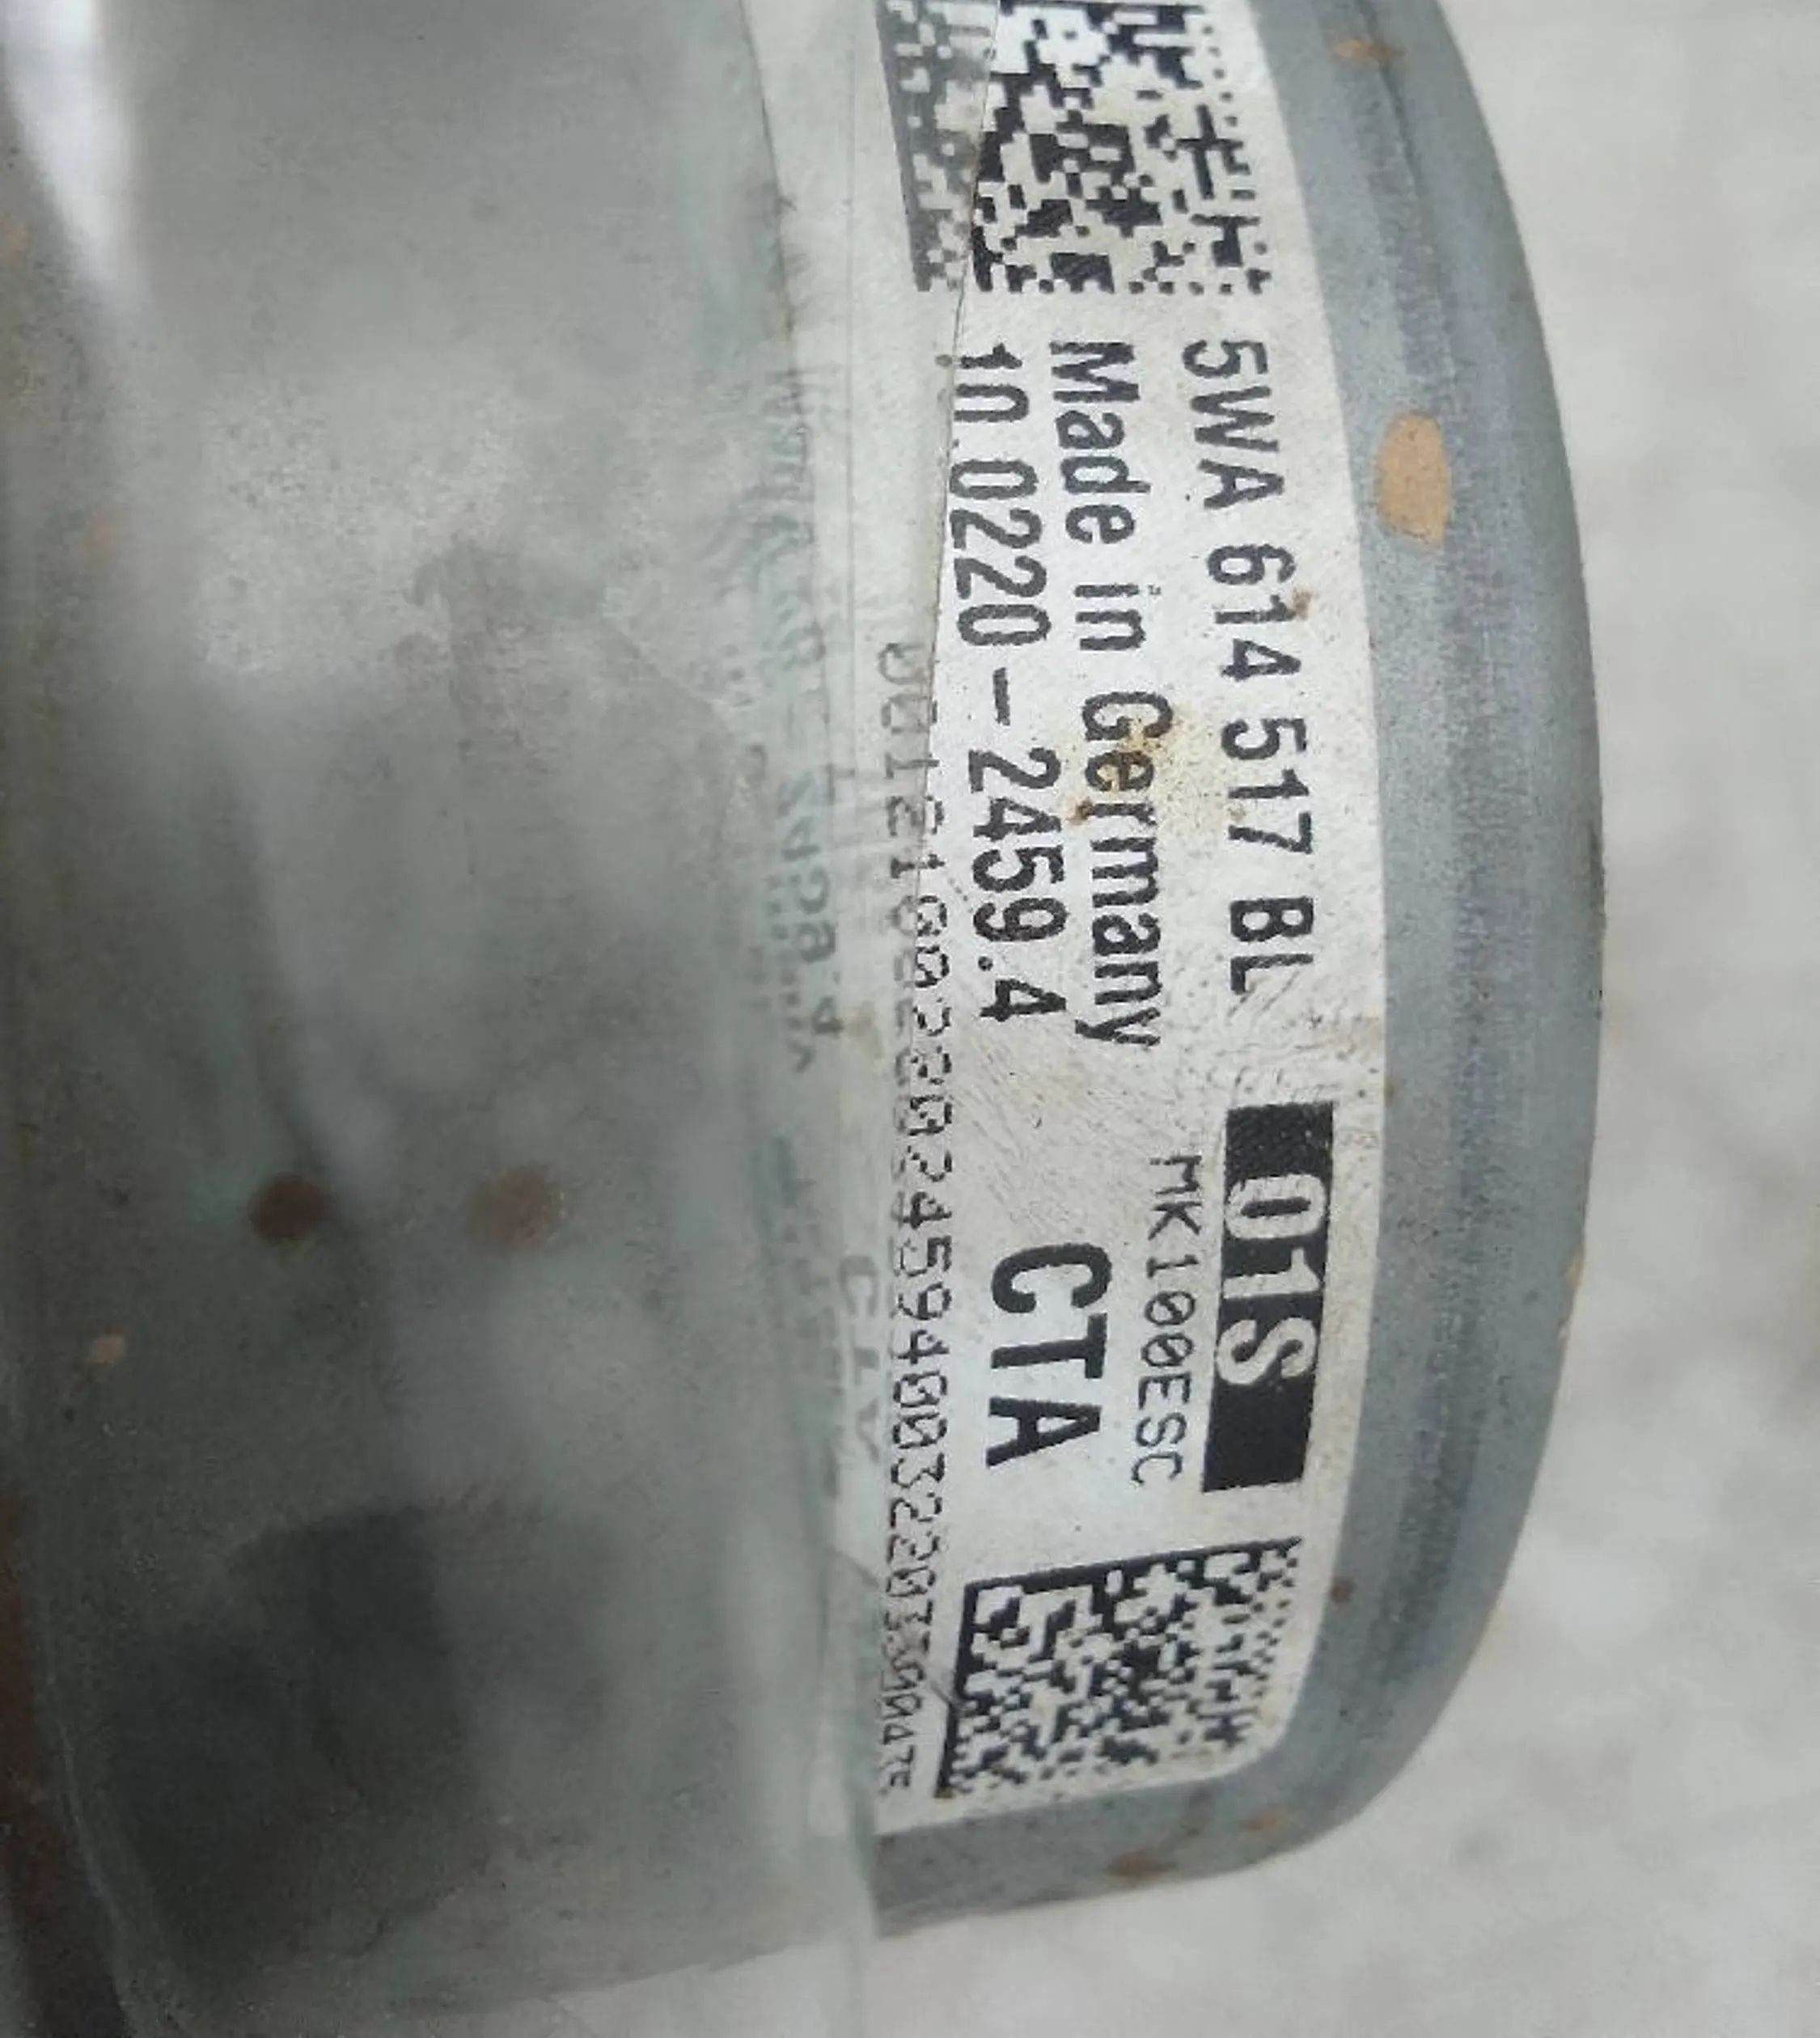 5WA 614 517 BL
01S
MK100ESC
Made in Germany
10.0220-2459.4
CTA